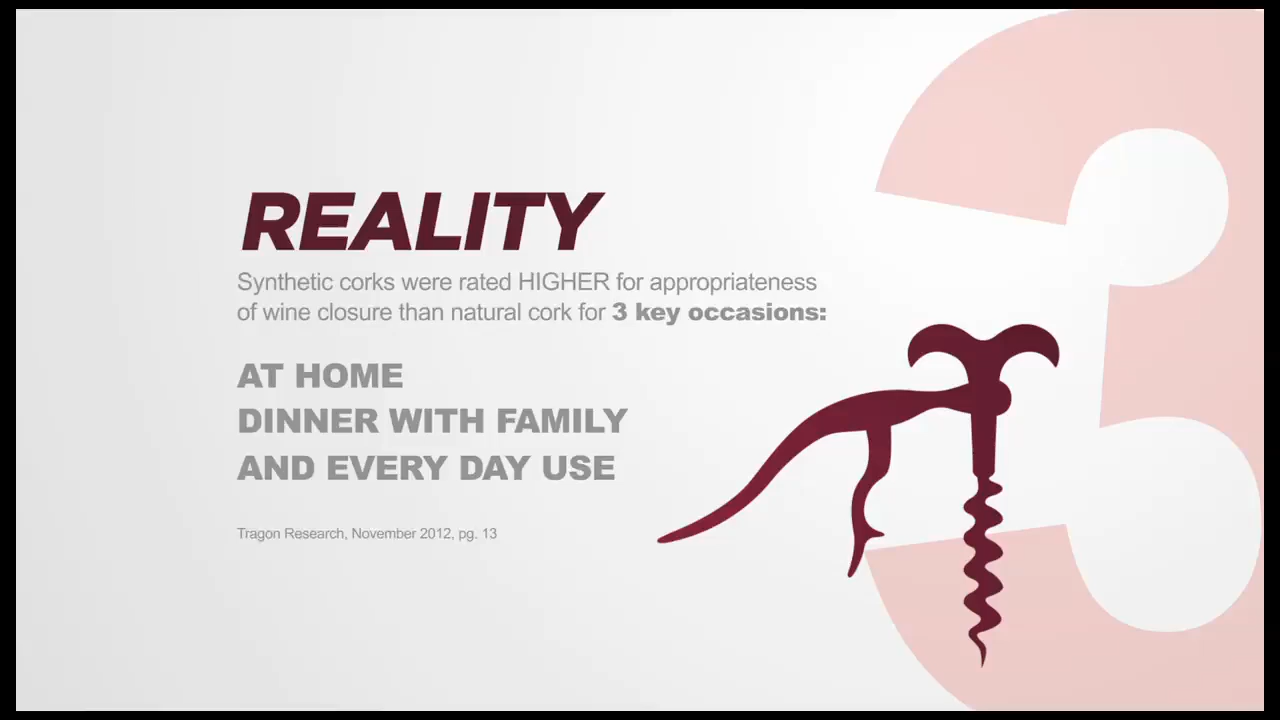 REALITY
Synthetic corks were rated HIGHER for appropriateness
of wine closure than natural cork for 3 key occasions:
AT HOME
DINNER WITH FAMILY
AND EVERY DAY USE
Tragon Research, November 2012, pg. 13
3